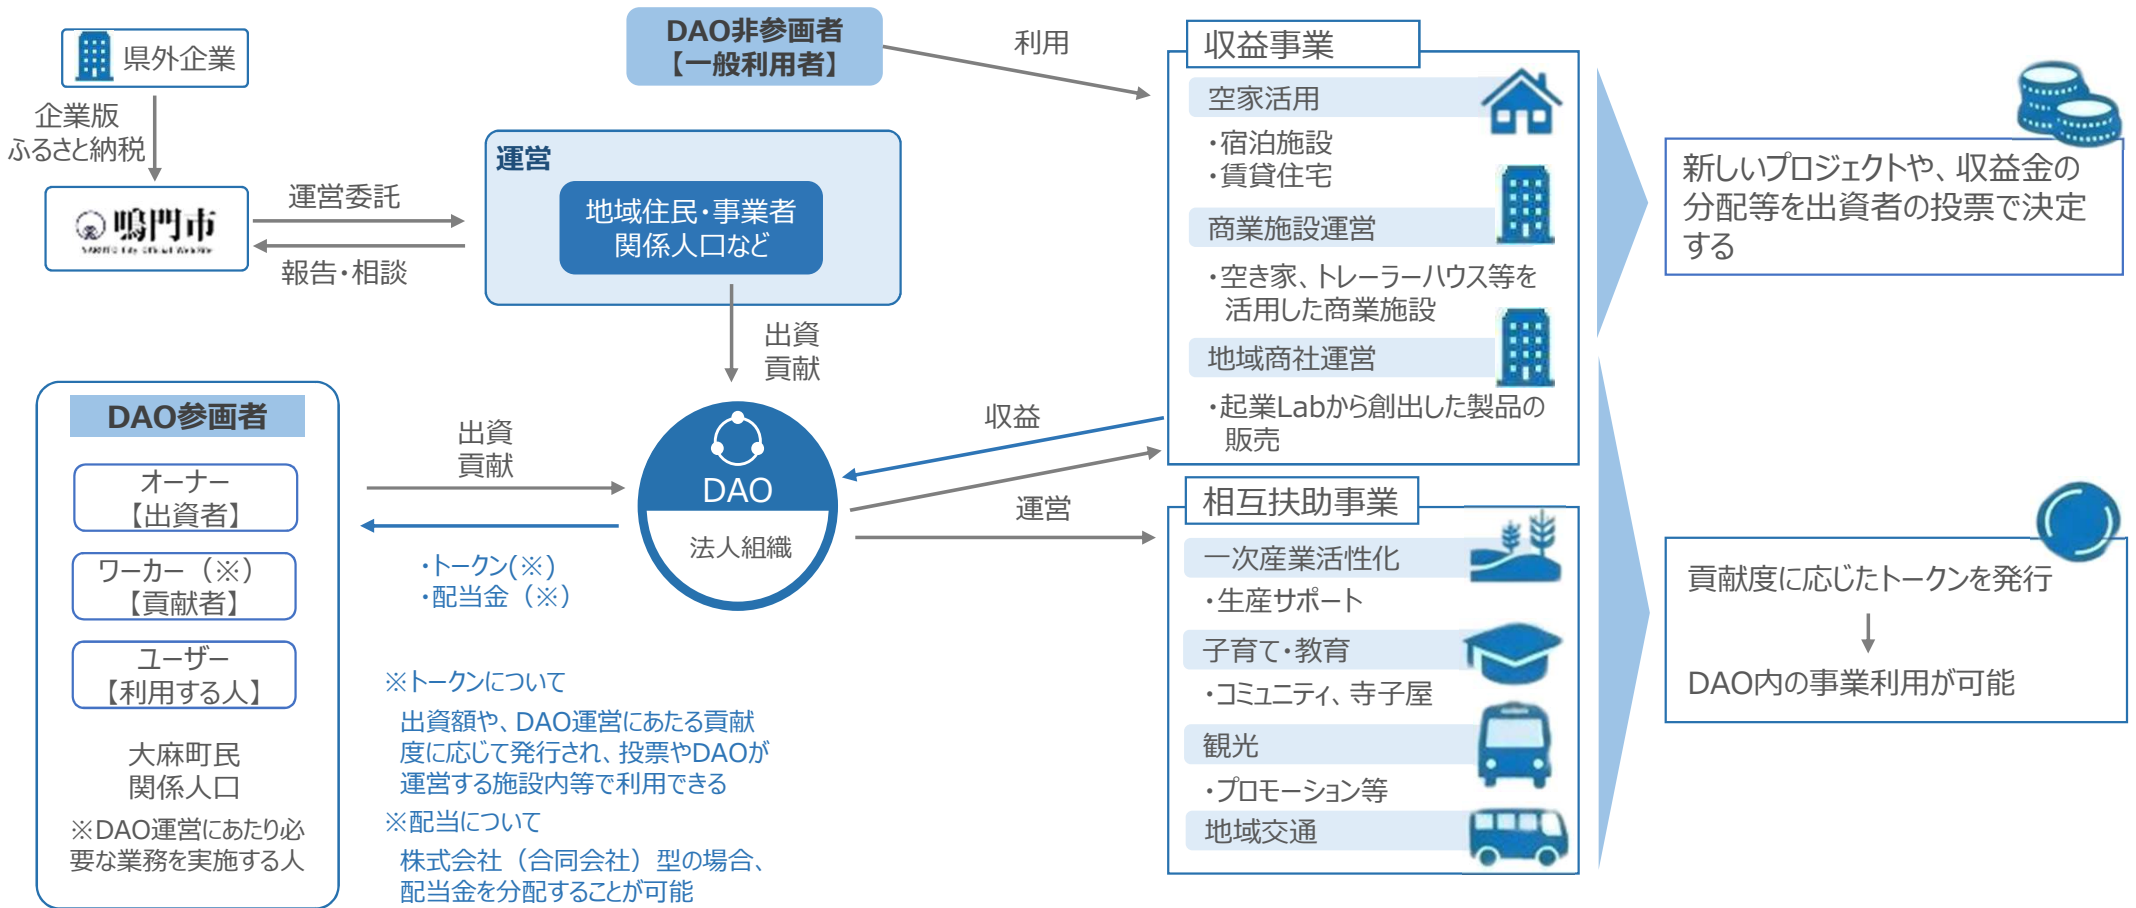 県外企業
企業版
ふるさと納税
鳴門市
運営委託
報告・相談
運営
地域住民・事業者
関係人口など
出資
貢献
DAO非参画者
【一般利用者】
利用
DAO参画者
オーナー
【出資者】
ワーカー（※）
【貢献者】
ユーザー
【利用する人】
大麻町民
関係人口
※DAO運営にあたり必
要な業務を実施する人
出資
貢献
・トークン(※)
・配当金（※）
DAO
法人組織
収益
運営
※トークンについて
出資額や、DAO運営にあたる貢献
度に応じて発行され、投票やDAOが
運営する施設内等で利用できる
※配当について
株式会社（合同会社）型の場合、
配当金を分配することが可能
収益事業
空家活用
・宿泊施設
・賃貸住宅
商業施設運営
・空き家、トレーラーハウス等を
活用した商業施設
地域商社運営
・起業Labから創出した製品の
販売
相互扶助事業
一次産業活性化
・生産サポート
子育て・教育
・コミュニティ、寺子屋
観光
・プロモーション等
地域交通
新しいプロジェクトや、収益金の
分配等を出資者の投票で決定
する
貢献度に応じたトークンを発行
DAO内の事業利用が可能